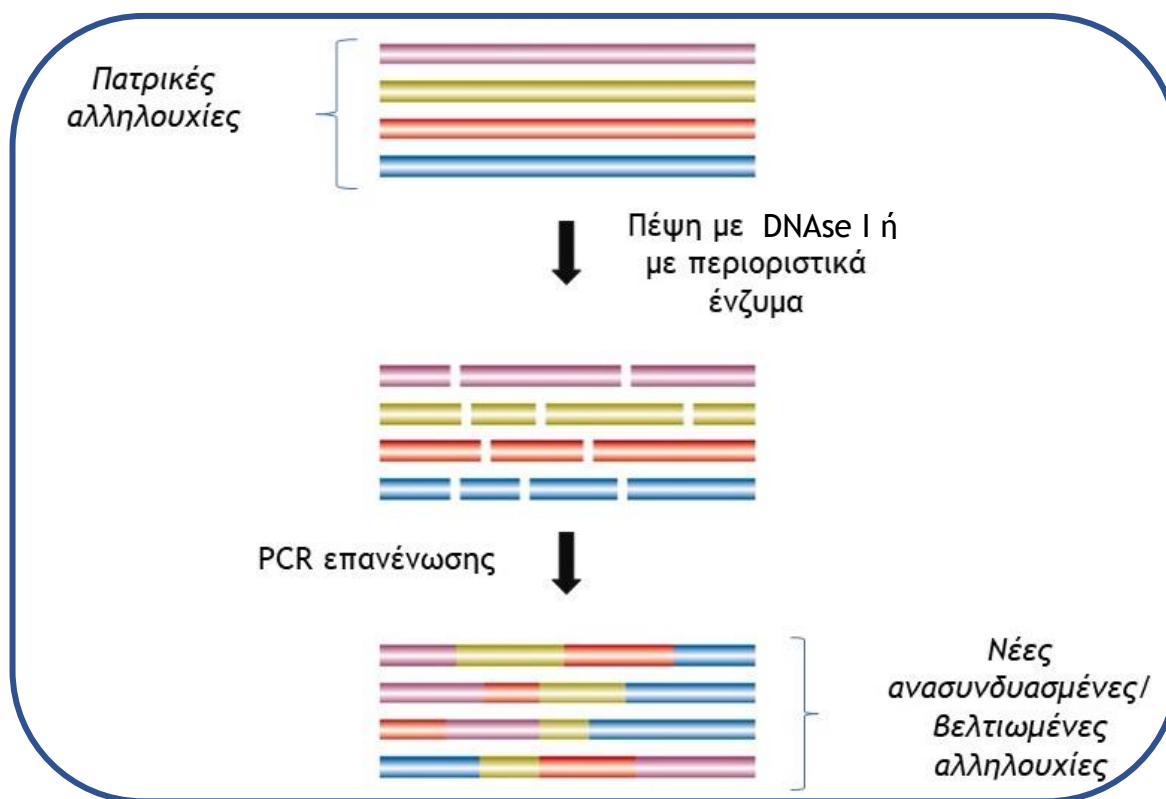 Πατρικές
αλληλουχίες
Πέψη με DNAse I ή
με περιοριστικά
ένζυμα
PCR επανένωσης
Νέες
ανασυνδυασμένες/
Βελτιωμένες
αλληλουχίες